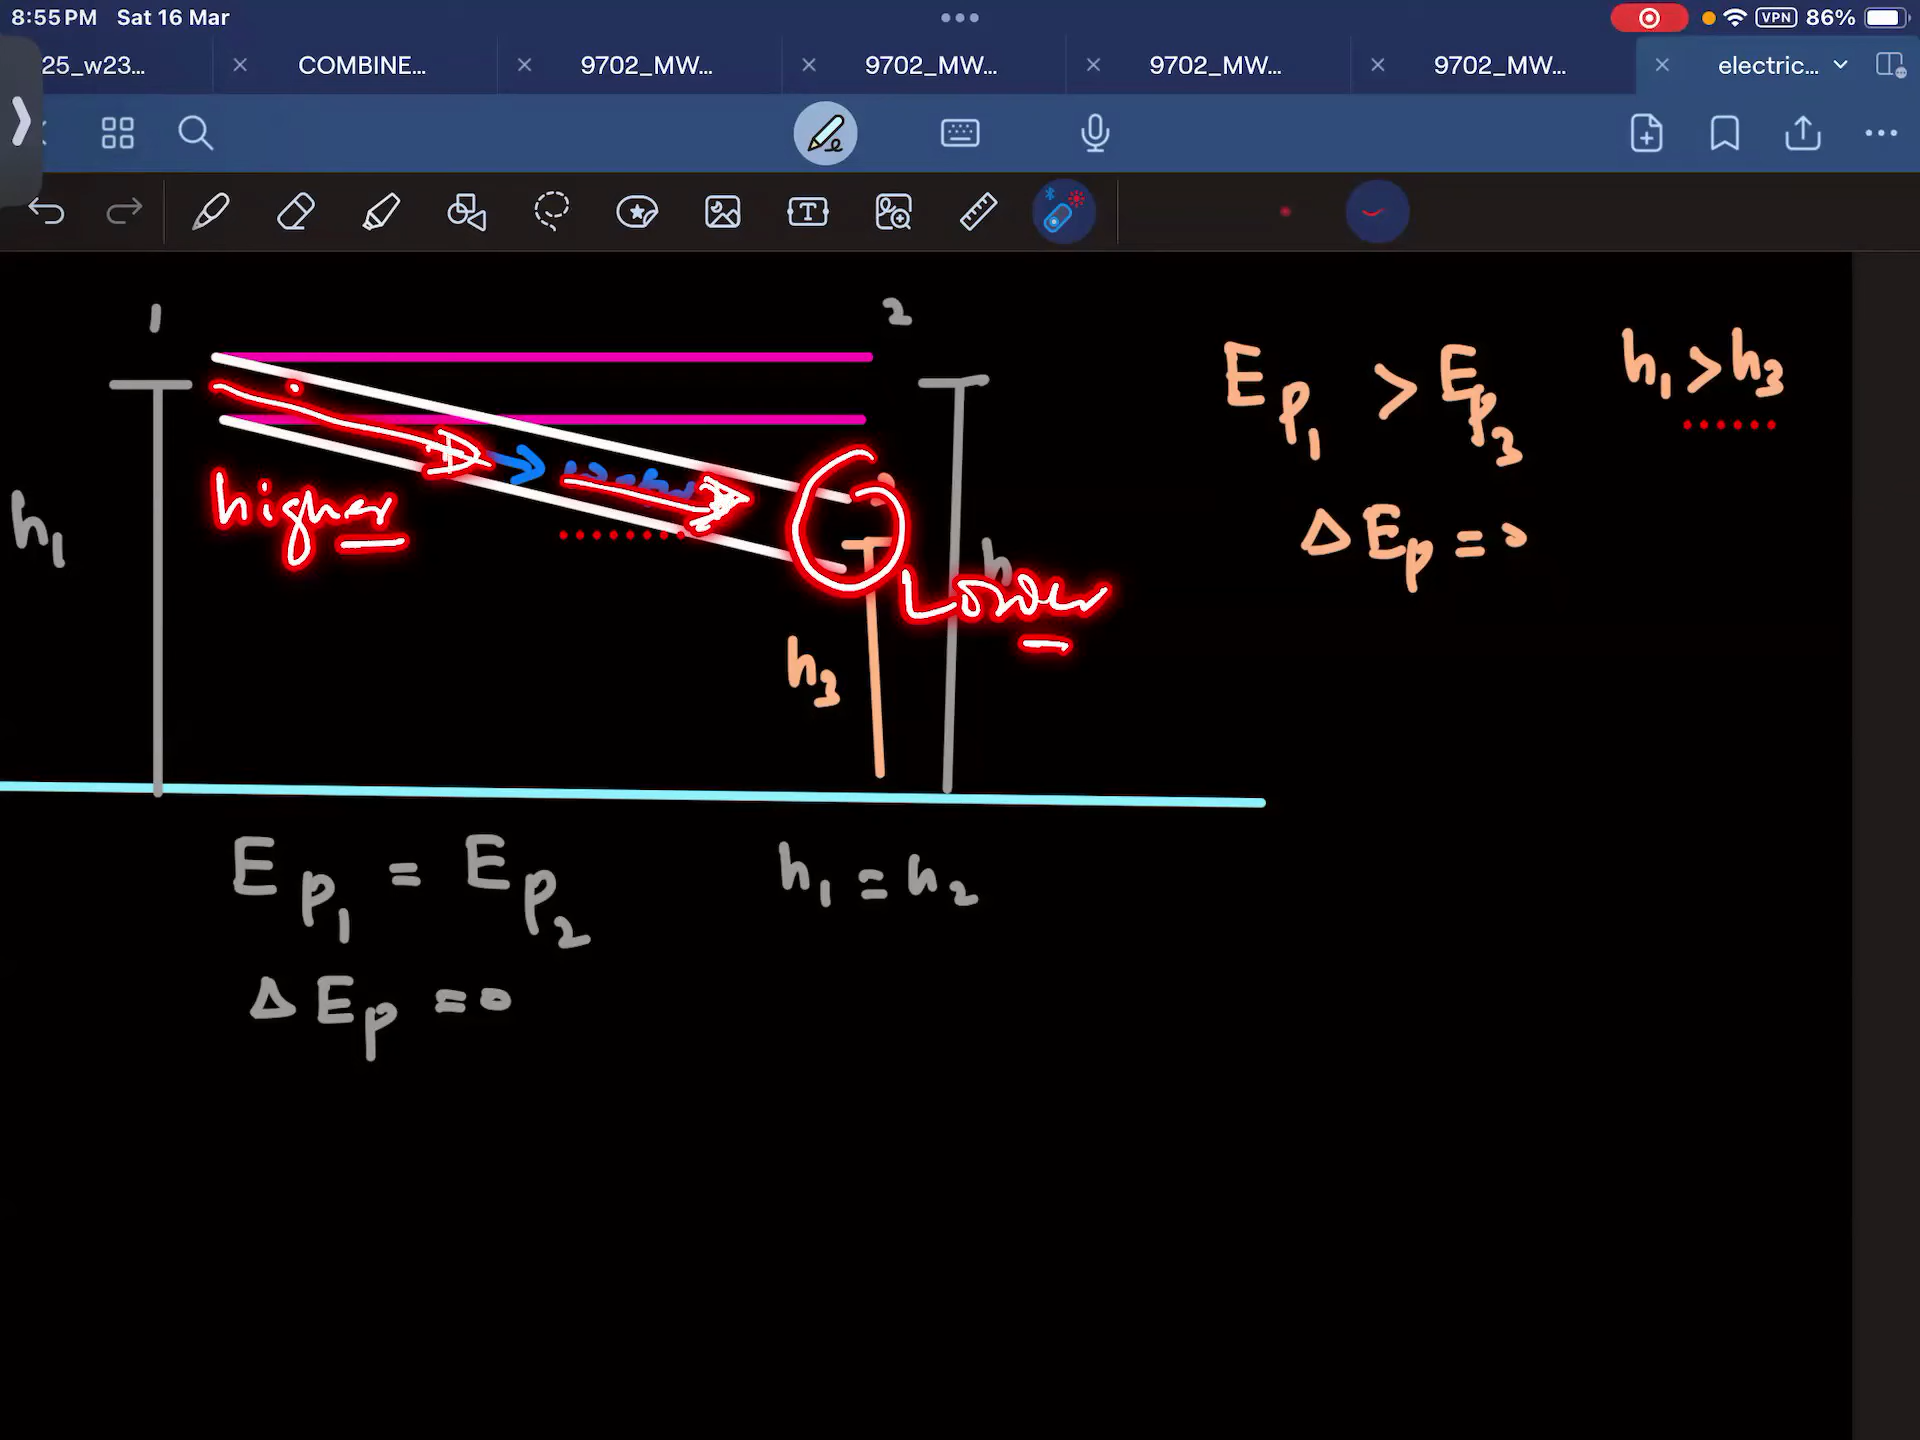 8:55 PM Sat 16 Mar
VPN 86%
25_w23... COMBINE... 9702_MW... 9702_MW... 9702_MW... 9702_MW... electric...
1 2
Ep1 > Ep3 h1 > h3
higher
h1
ΔEp =
h
Lower
h3
Ep1 = Ep2 h1 = h2
ΔEp = 0